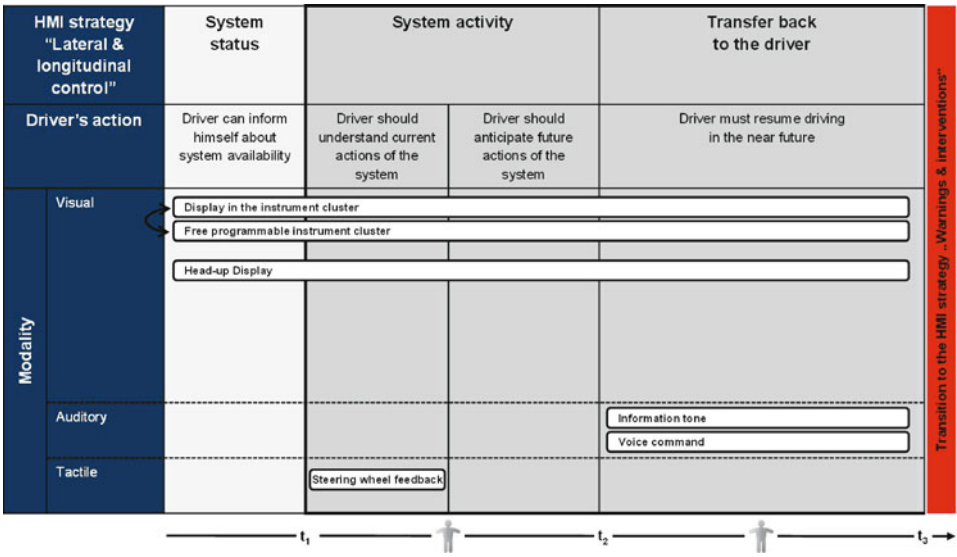 HMI strategy
“Lateral &
longitudinal
control”
System
status
System activity
Transfer back
to the driver
Driver's action
Driver can inform
himself about
system availability
Driver should
understand current
actions of the
system
Driver should
anticipate future
actions of the
system
Driver must resume driving
in the near future
Modality
Visual
Display in the instrument cluster
Free programmable instrument cluster
Head-up Display
Auditory
Information tone
Voice command
Tactile
Steering wheel feedback
Transition to the HMI strategy „Warnings & interventions“
t1
t2
t3